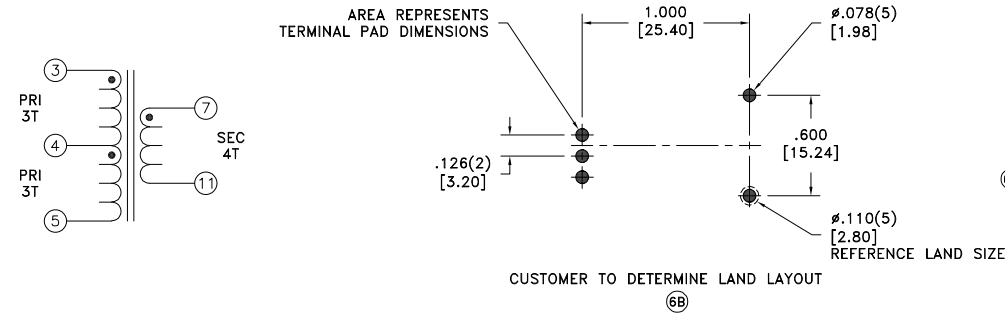 3
PRI
3T
4
PRI
3T
5
7
SEC
4T
11
AREA REPRESENTS
TERMINAL PAD DIMENSIONS
1.000
[25.40]
ø.078(5)
[1.98]
.126(2)
[3.20]
.600
[15.24]
ø.110(5)
[2.80]
REFERENCE LAND SIZE
CUSTOMER TO DETERMINE LAND LAYOUT
6B